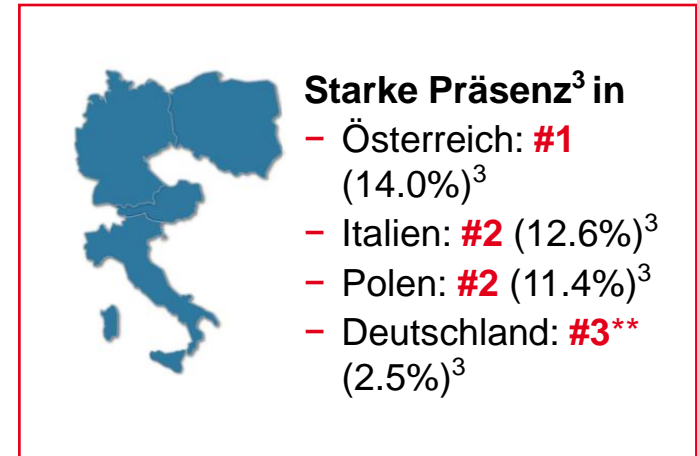 Starke Präsenz³ in
− Österreich: #1
(14.0%)³
− Italien: #2 (12.6%)³
− Polen: #2 (11.4%)³
− Deutschland: #3**
(2.5%)³